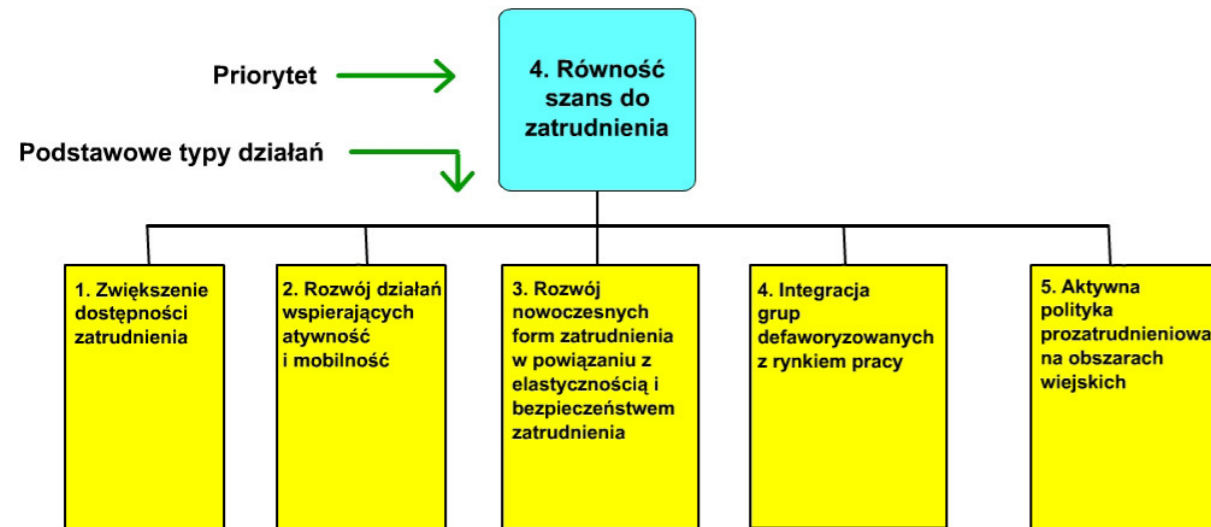 4. Równość
szans do
zatrudnienia
Priorytet
Podstawowe typy działań
1. Zwiększenie
dostępności
zatrudnienia
2. Rozwój działań
wspierających
atywność
i mobilność
3. Rozwój
nowoczesnych
form zatrudnienia
w powiązaniu z
elastycznością i
bezpieczeństwem
zatrudnienia
4. Integracja
grup
defaworyzowanych
z rynkiem pracy
5. Aktywna
polityka
prozatrudnieniowa
na obszarach
wiejskich